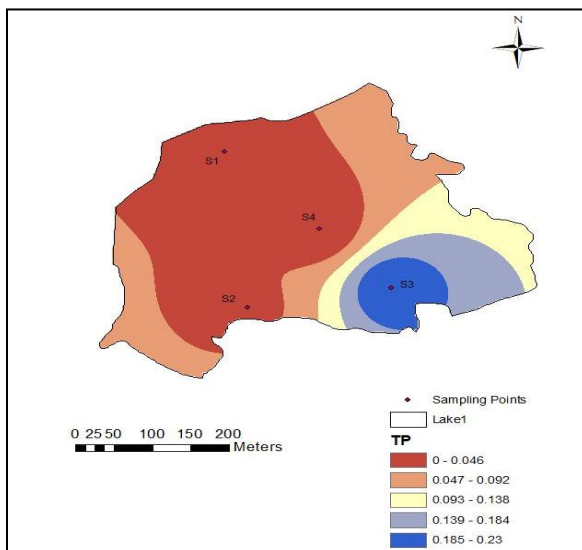 N
S1
S4
S2
S3
Sampling Points
Lake1
0 25 50 100 150 200
Meters
TP
0 - 0.046
0.047 - 0.092
0.093 - 0.138
0.139 - 0.184
0.185 - 0.23